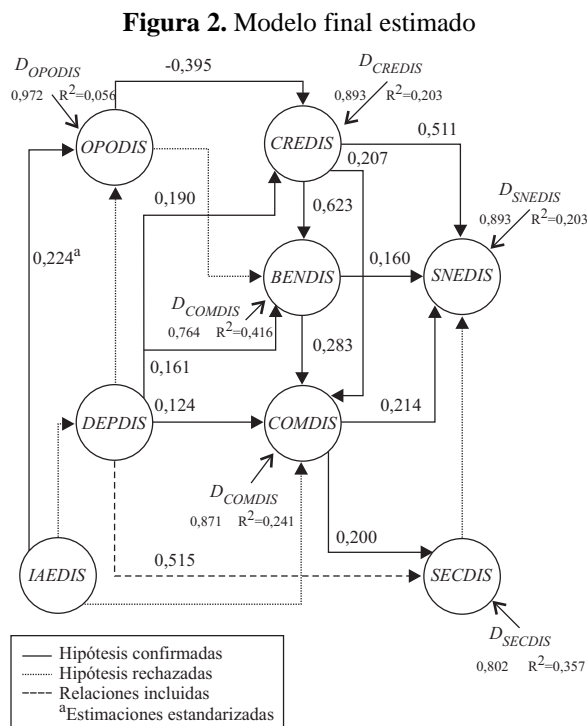 Figura 2. Modelo final estimado
D_OPODIS
0,972 R²=0,056
-0,395
D_CREDIS
0,893 R²=0,203
OPODIS
CREDIS
0,511
0,207
0,190
0,623
D_SNEDIS
0,893 R²=0,203
0,224ª
BENDIS
0,160
SNEDIS
D_COMDIS
0,764 R²=0,416
0,283
0,161
DEPDIS
0,124
COMDIS
0,214
D_COMDIS
0,871 R²=0,241
0,200
IAEDIS
0,515
SECDIS
D_SECDIS
0,802 R²=0,357
Hipótesis confirmadas
Hipótesis rechazadas
Relaciones incluidas
ªEstimaciones estandarizadas